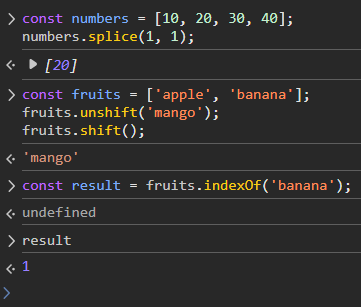 > const numbers = [10, 20, 30, 40];
numbers.splice(1, 1);
<· ▶ [20]
> const fruits = ['apple', 'banana'];
fruits.unshift('mango');
fruits.shift();
<· 'mango'
> const result = fruits.indexOf('banana');
<· undefined
> result
<· 1
>